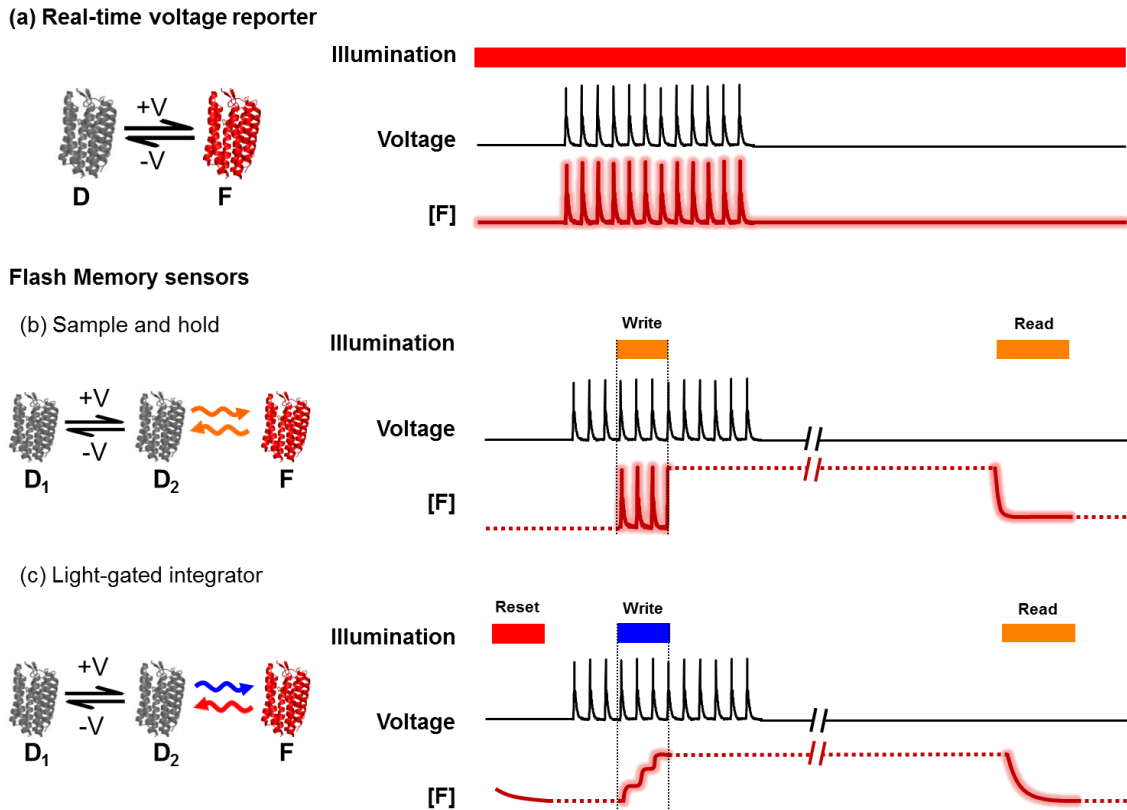 (a) Real-time voltage reporter
Illumination
+V
-V
D
F
Voltage
[F]
Flash Memory sensors
(b) Sample and hold
Write
Read
Illumination
+V
-V
D₁
D₂
F
Voltage
[F]
(c) Light-gated integrator
Reset
Write
Read
Illumination
+V
-V
D₁
D₂
F
Voltage
[F]